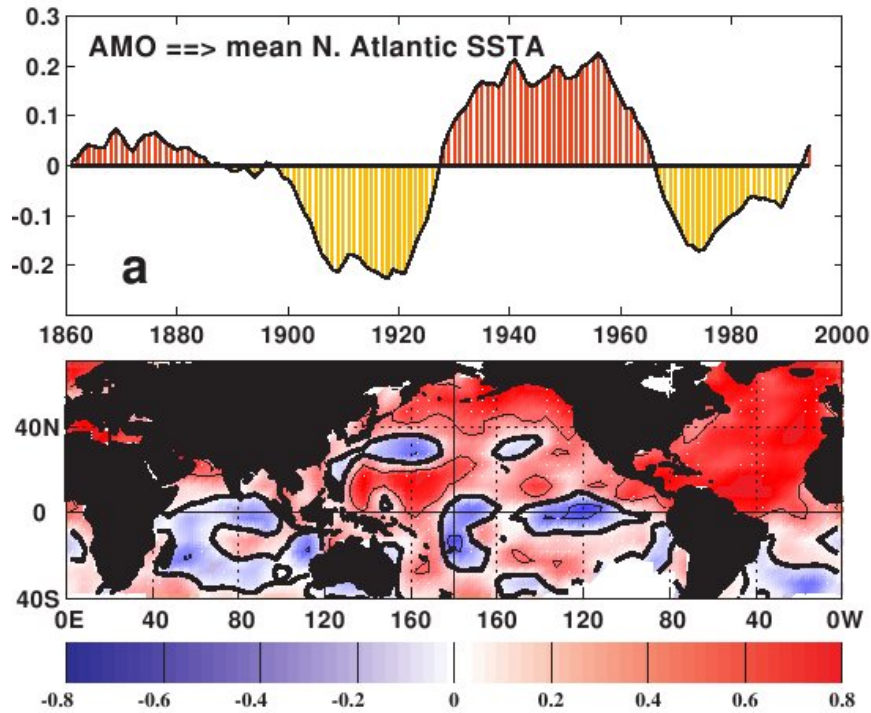 0.3
AMO ==> mean N. Atlantic SSTA
0.2
0.1
0
-0.1
-0.2
a
1860 1880 1900 1920 1940 1960 1980 2000
40N
0
40S
0E 40 80 120 160 160 120 80 40 0W
-0.8 -0.6 -0.4 -0.2 0 0.2 0.4 0.6 0.8